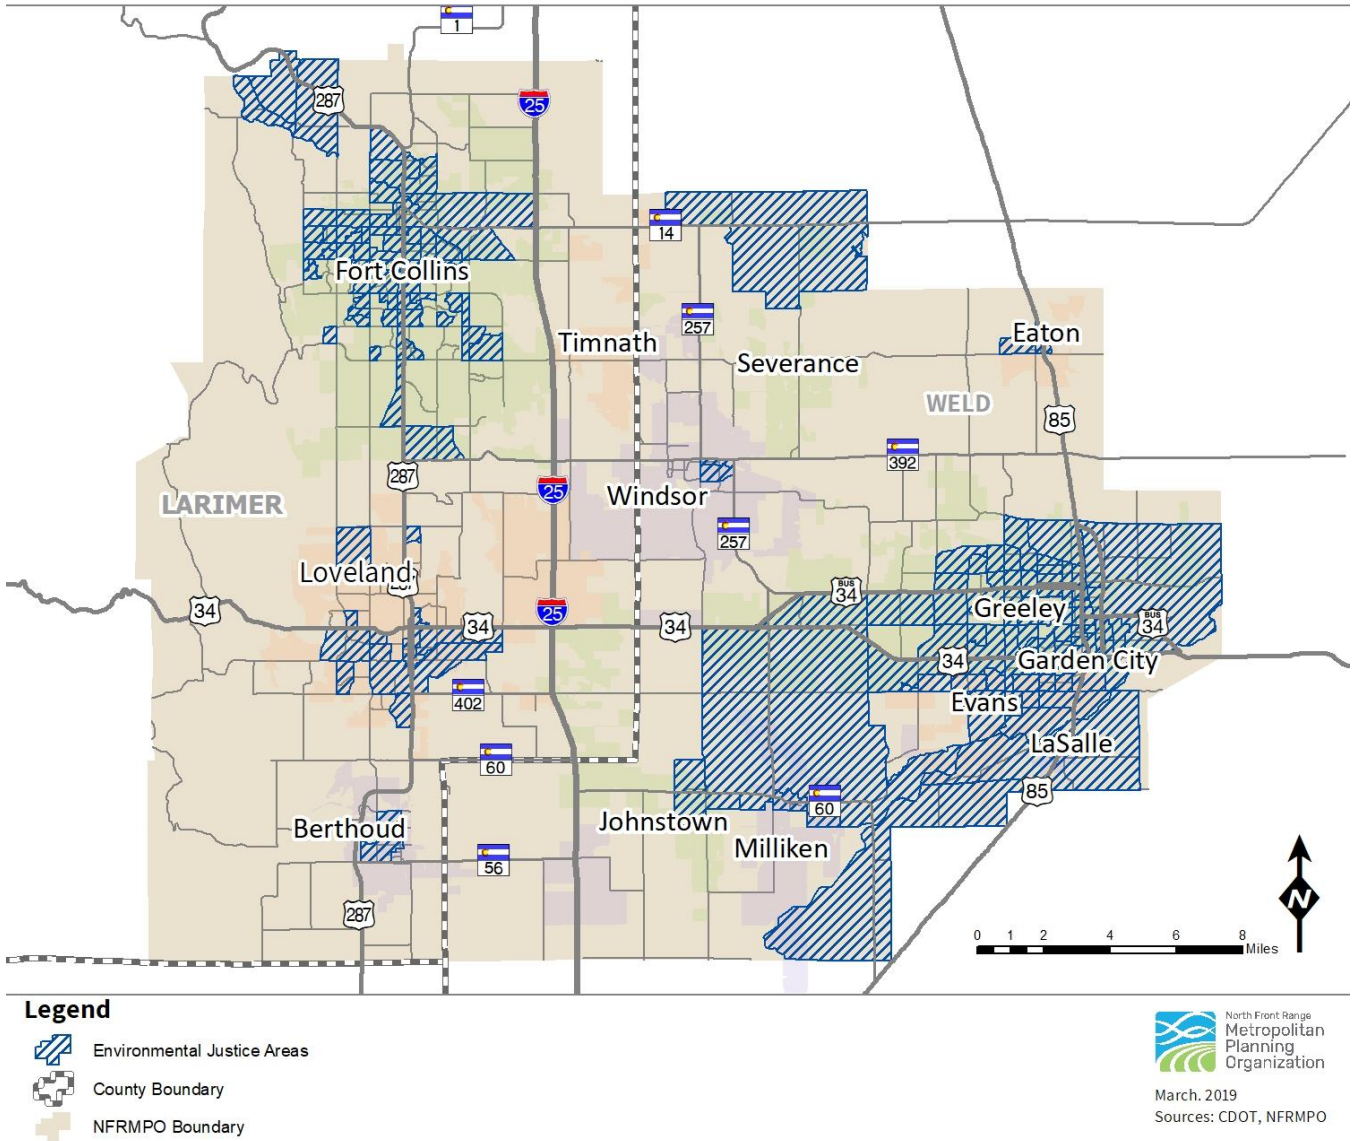 1
287
25
14
Fort Collins
257
Timnath
Eaton
Severance
WELD
85
392
287
25
LARIMER
Windsor
257
Loveland
287
34
25
BUS
34
Greeley
34
34
BUS
34
34
Garden City
402
Evans
LaSalle
60
60
85
Johnstown
Berthoud
Milliken
56
287
N
0 1 2 4 6 8
Miles
Legend
Environmental Justice Areas
County Boundary
NFRMPO Boundary
North Front Range
Metropolitan
Planning
Organization
March. 2019
Sources: CDOT, NFRMPO